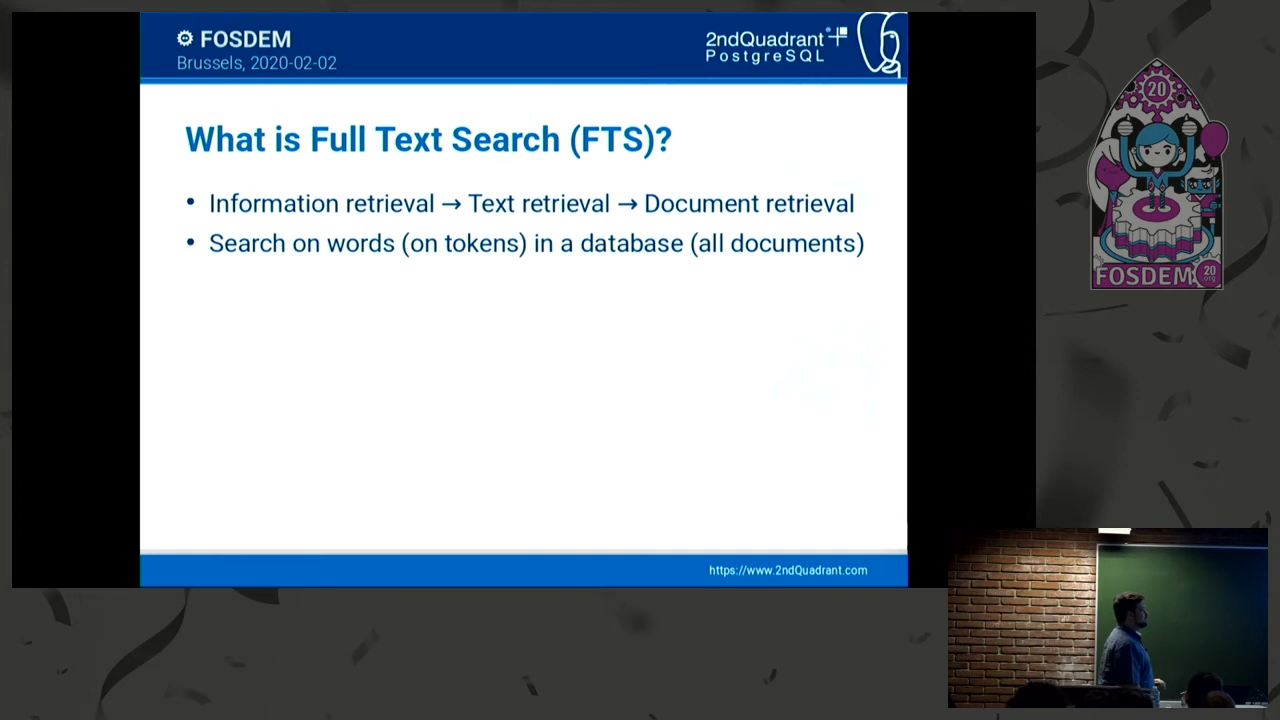 FOSDEM
Brussels, 2020-02-02
2ndQuadrant
PostgreSQL
What is Full Text Search (FTS)?
• Information retrieval → Text retrieval → Document retrieval
• Search on words (on tokens) in a database (all documents)
https://www.2ndQuadrant.com
20
FOSDEM
20
.org